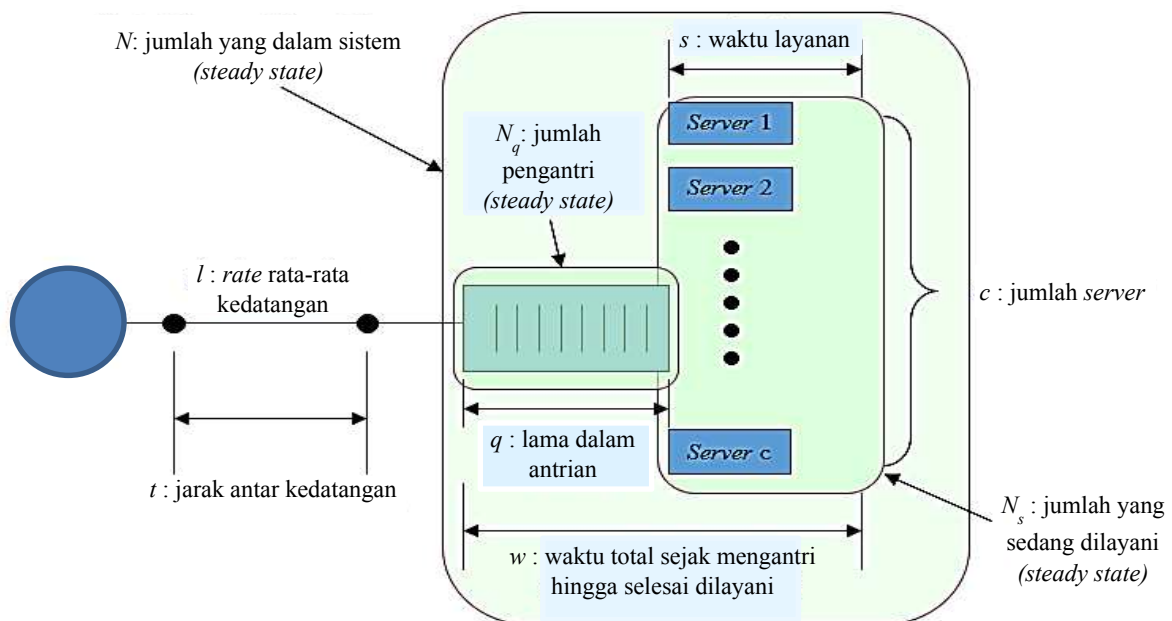 N: jumlah yang dalam sistem
(steady state)
s : waktu layanan
Server 1
N_q : jumlah
pengantri
(steady state)
Server 2
l : rate rata-rata
kedatangan
c : jumlah server
q : lama dalam
antrian
Server c
t : jarak antar kedatangan
N_s : jumlah yang
sedang dilayani
(steady state)
w : waktu total sejak mengantri
hingga selesai dilayani